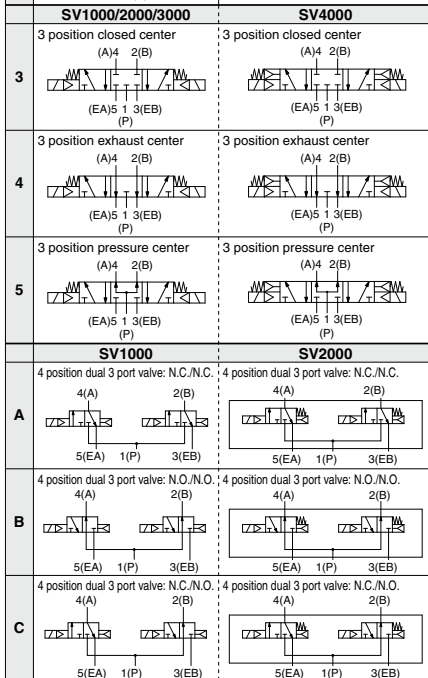 SV1000/2000/3000 SV4000
3
3 position closed center 3 position closed center
(A)4 2(B) (A)4 2(B)
(EA)5 1 3(EB) (EA)5 1 3(EB)
(P) (P)
4
3 position exhaust center 3 position exhaust center
(A)4 2(B) (A)4 2(B)
(EA)5 1 3(EB) (EA)5 1 3(EB)
(P) (P)
5
3 position pressure center 3 position pressure center
(A)4 2(B) (A)4 2(B)
(EA)5 1 3(EB) (EA)5 1 3(EB)
(P) (P)
SV1000 SV2000
A
4 position dual 3 port valve: N.C./N.C. 4 position dual 3 port valve: N.C./N.C.
4(A) 2(B) 4(A) 2(B)
5(EA) 1(P) 3(EB) 5(EA) 1(P) 3(EB)
B
4 position dual 3 port valve: N.O./N.O. 4 position dual 3 port valve: N.O./N.O.
4(A) 2(B) 4(A) 2(B)
5(EA) 1(P) 3(EB) 5(EA) 1(P) 3(EB)
C
4 position dual 3 port valve: N.C./N.O. 4 position dual 3 port valve: N.C./N.O.
4(A) 2(B) 4(A) 2(B)
5(EA) 1(P) 3(EB) 5(EA) 1(P) 3(EB)